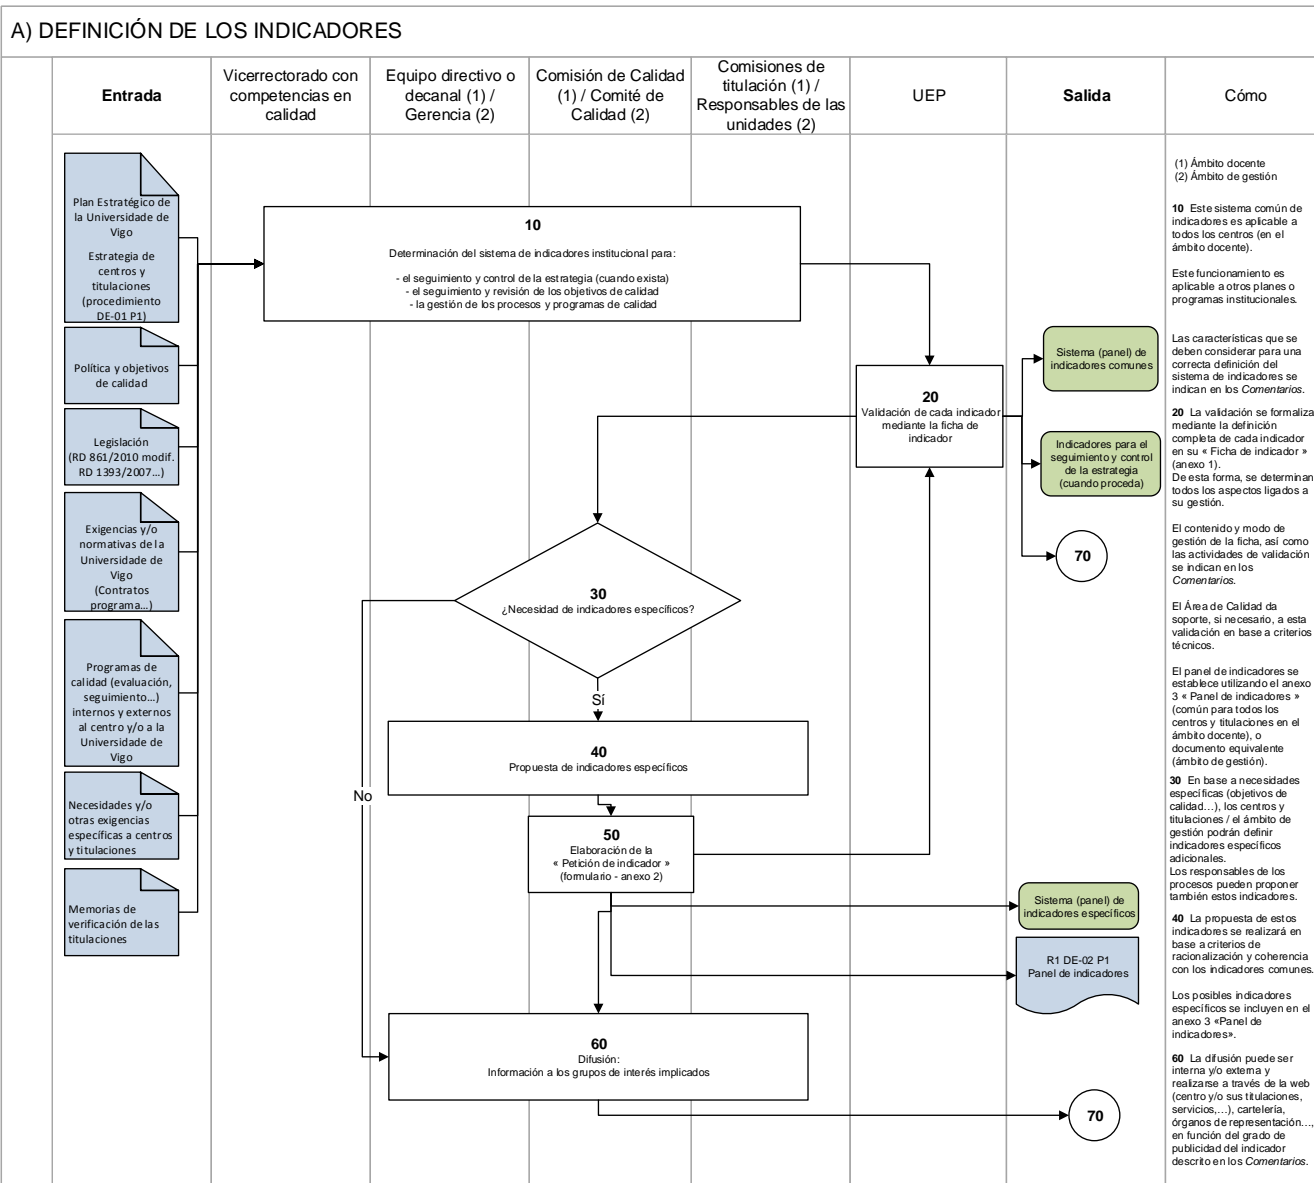 A) DEFINICIÓN DE LOS INDICADORES
Entrada
Vicerrectorado con
competencias en
calidad
Equipo directivo o
decanal (1) /
Gerencia (2)
Comisión de Calidad
(1) / Comité de
Calidad (2)
Comisiones de
titulación (1) /
Responsables de las
unidades (2)
UEP
Salida
Cómo
Plan Estratégico de
la Universidade de
Vigo
Estrategia de
centros y
titulaciones
(procedimiento
DE-01 P1)
Política y objetivos
de calidad
Legislación
(RD 861/2010 modif.
RD 1393/2007...)
Exigencias y/o
normativas de la
Universidade de
Vigo
(Contratos
programa...)
Programas de
calidad (evaluación,
seguimiento...)
internos y externos
al centro y/o a la
Universidade de
Vigo
Necesidades y/o
otras exigencias
específicas a centros
y titulaciones
Memorias de
verificación de las
titulaciones
10
Determinación del sistema de indicadores institucional para:
- el seguimiento y control de la estrategia (cuando exista)
- el seguimiento y revisión de los objetivos de calidad
- la gestión de los procesos y programas de calidad
20
Validación de cada indicador
mediante la ficha de
indicador
30
¿Necesidad de indicadores específicos?
Sí
No
40
Propuesta de indicadores específicos
50
Elaboración de la
« Petición de indicador »
(formulario - anexo 2)
60
Difusión:
Información a los grupos de interés implicados
Sistema (panel) de
indicadores comunes
Indicadores para el
seguimiento y control
de la estrategia
(cuando proceda)
70
Sistema (panel) de
indicadores específicos
R1 DE-02 P1
Panel de indicadores
70
(1) Ámbito docente
(2) Ámbito de gestión
10 Este sistema común de
indicadores es aplicable a
todos los centros (en el
ámbito docente).
Este funcionamiento es
aplicable a otros planes o
programas institucionales.
Las características que se
deben considerar para una
correcta definición del
sistema de indicadores se
indican en los Comentarios.
20 La validación se formaliza
mediante la definición
completa de cada indicador
en su « Ficha de indicador »
(anexo 1).
De esta forma, se determinan
todos los aspectos ligados a
su gestión.
El contenido y modo de
gestión de la ficha, así como
las actividades de validación
se indican en los
Comentarios.
El Área de Calidad da
soporte, si necesario, a esta
validación en base a criterios
técnicos.
El panel de indicadores se
establece utilizando el anexo
3 « Panel de indicadores »
(común para todos los
centros y titulaciones en el
ámbito docente), o
documento equivalente
(ámbito de gestión).
30 En base a necesidades
específicas (objetivos de
calidad...), los centros y
titulaciones / el ámbito de
gestión podrán definir
indicadores específicos
adicionales.
Los responsables de los
procesos pueden proponer
también estos indicadores.
40 La propuesta de estos
indicadores se realizará en
base a criterios de
racionalización y coherencia
con los indicadores comunes.
Los posibles indicadores
específicos se incluyen en el
anexo 3 «Panel de
indicadores».
60 La difusión puede ser
interna y/o externa y
realizarse a través de la web
(centro y/o sus titulaciones,
servicios,...), cartelería,
órganos de representación...,
en función del grado de
publicidad del indicador
descrito en los Comentarios.